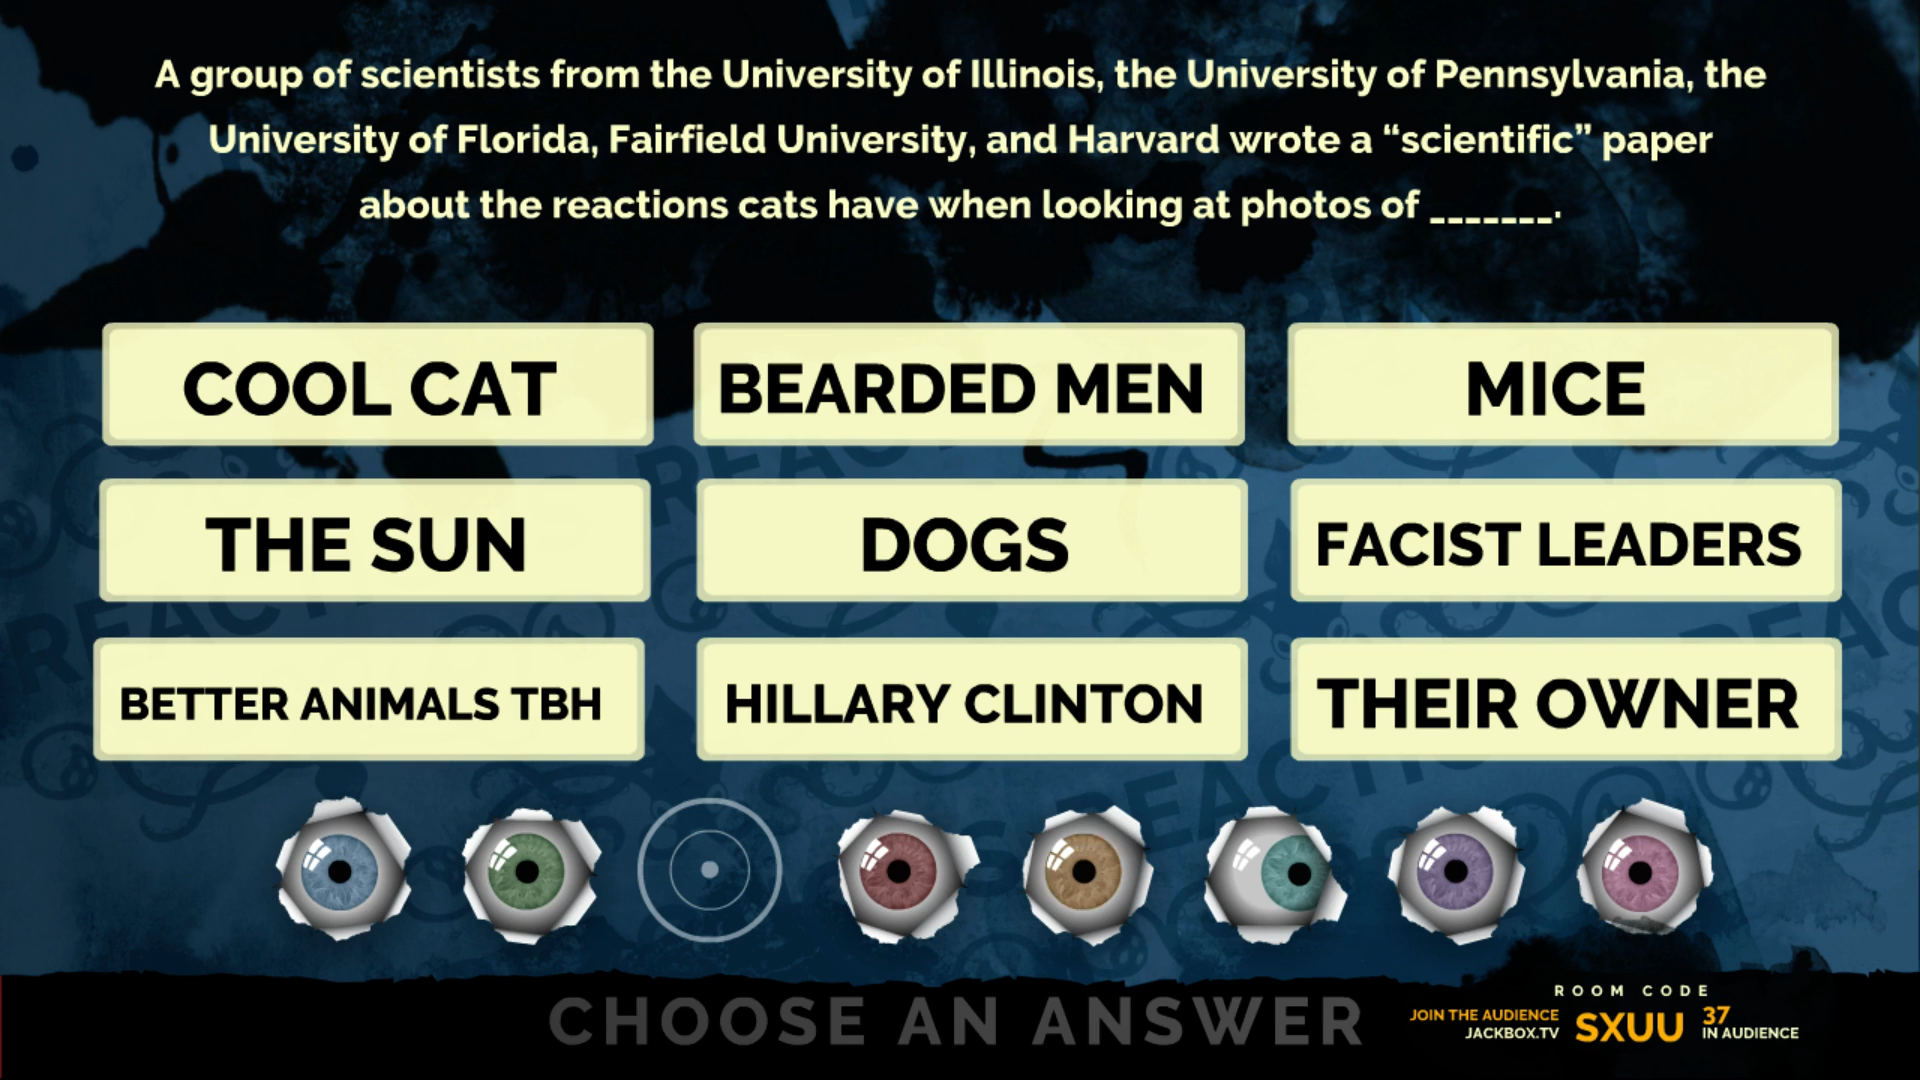 A group of scientists from the University of Illinois, the University of Pennsylvania, the
University of Florida, Fairfield University, and Harvard wrote a “scientific” paper
about the reactions cats have when looking at photos of _______.
COOL CAT
BEARDED MEN
MICE
THE SUN
DOGS
FACIST LEADERS
BETTER ANIMALS TBH
HILLARY CLINTON
THEIR OWNER
CHOOSE AN ANSWER
ROOM CODE
JOIN THE AUDIENCE
JACKBOX.TV
SXUU
37
IN AUDIENCE